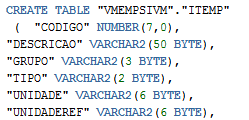 CREATE TABLE "VMEMPSIVM"."ITEMP"
( "CODIGO" NUMBER(7,0),
"DESCRICAO" VARCHAR2(50 BYTE),
"GRUPO" VARCHAR2(3 BYTE),
"TIPO" VARCHAR2(2 BYTE),
"UNIDADE" VARCHAR2(6 BYTE),
"UNIDADEREF" VARCHAR2(6 BYTE),